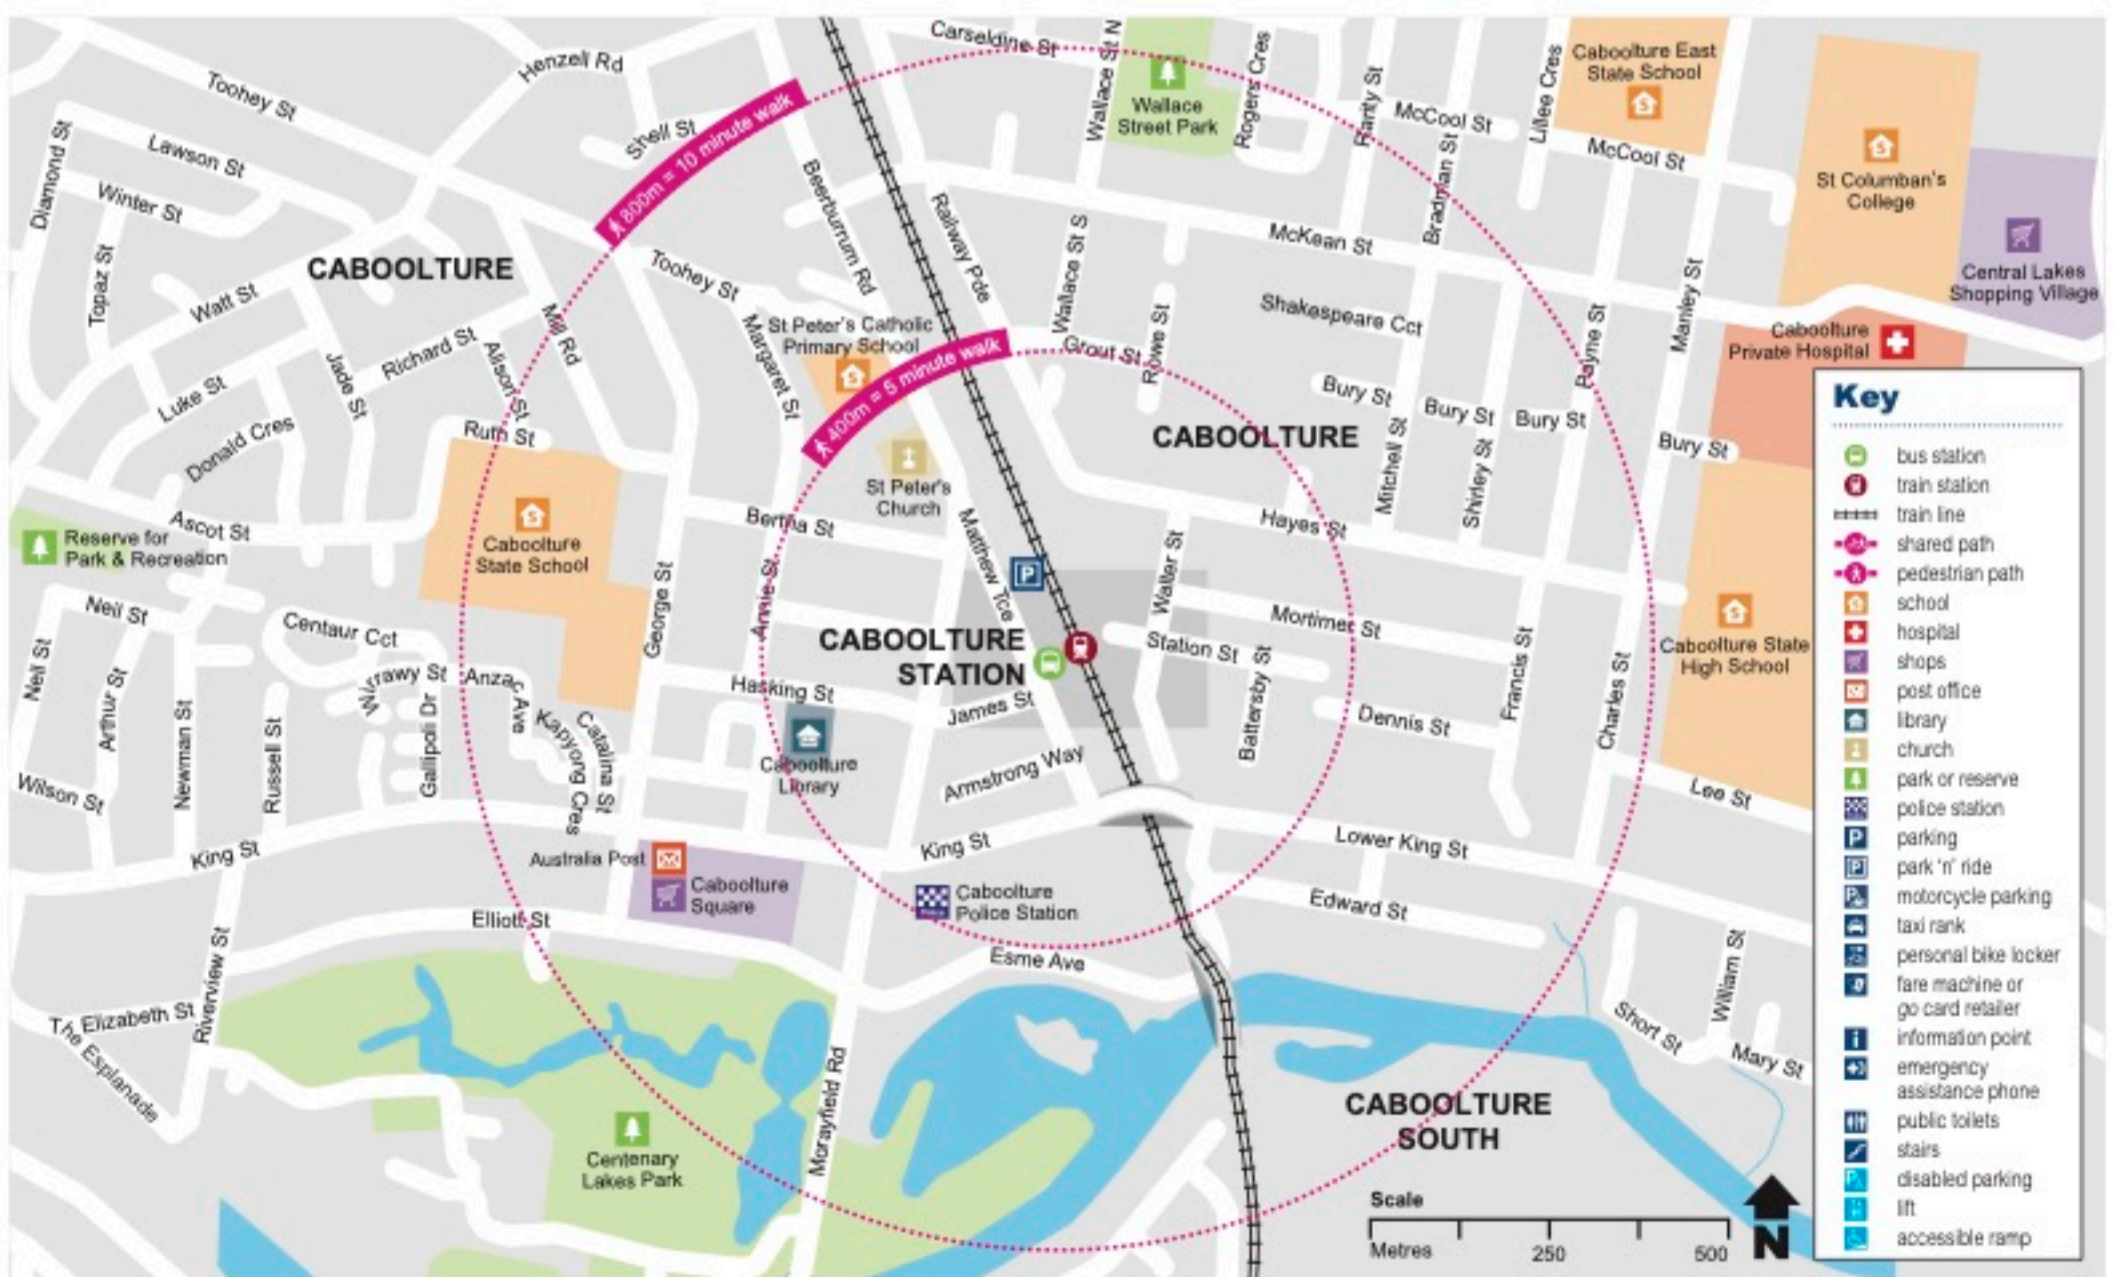 Carseldine St
Wallace St N
Rogers Cres
Rarity St
Lillee Cres
Caboolture East
State School
Henzell Rd
Toohey St
Shell St
800m = 10 minute walk
Wallace
Street Park
McCool St
McCool St
Diamond St
Lawson St
Winter St
Topaz St
Beerburrum Rd
Railway Pde
Bradman St
St Columban's
College
CABOOLTURE
Toohey St
Wallace St S
McKean St
Manley St
Central Lakes
Shopping Village
Watt St
Mill Rd
Margaret St
St Peter's Catholic
Primary School
Rowe St
Grout St
Shakespeare Cct
Payne St
Caboolture
Private Hospital
Richard St
Jade St
Alison St
400m = 5 minute walk
Luke St
Donald Cres
Ruth St
CABOOLTURE
Bury St
Bury St
Bury St
Bury St
Mitchell St
Shirley St
St Peter's
Church
Ascot St
Reserve for
Park & Recreation
Caboolture
State School
Bertha St
Matthew Tce
P
Hayes St
Walter St
George St
Annie St
Neil St
Neil St
Centaur Cct
Arthur St
Newman St
Russell St
Anzac Ave
Gallipoli Dr
Kapyong Cres
Catalina St
CABOOLTURE
STATION
Mortimer St
Station St
Battersby St
Francis St
Charles St
Caboolture State
High School
Hasking St
James St
Dennis St
Caboolture
Library
Armstrong Way
Wilson St
Lee St
King St
King St
Lower King St
Australia Post
Caboolture
Square
Caboolture
Police Station
Edward St
Elliott St
Esme Ave
Riverview St
William St
Elizabeth St
The Esplanade
Short St
Mary St
Morayfield Rd
Centenary
Lakes Park
CABOOLTURE
SOUTH
Scale
Metres 250 500
N
Key
bus station
train station
train line
shared path
pedestrian path
school
hospital
shops
post office
library
church
park or reserve
police station
parking
park 'n' ride
motorcycle parking
taxi rank
personal bike locker
fare machine or
go card retailer
information point
emergency
assistance phone
public toilets
stairs
disabled parking
lift
accessible ramp